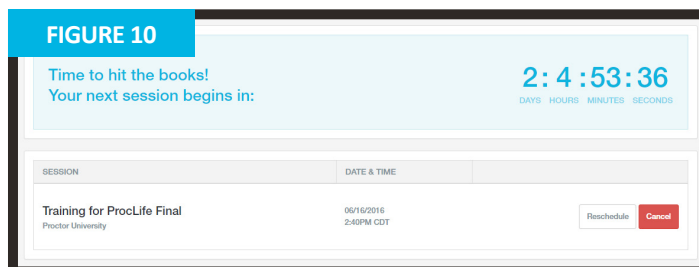 FIGURE 10
Time to hit the books!
Your next session begins in:
2: 4 :53: 36
DAYS HOURS MINUTES SECONDS
SESSION DATE & TIME
Training for ProcLife Final
Proctor University
06/16/2016
2:40PM CDT
Reschedule Cancel